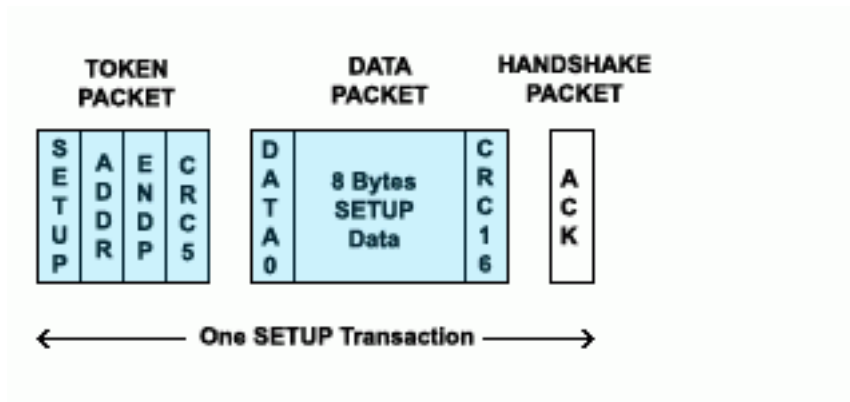 TOKEN
PACKET
DATA
PACKET
HANDSHAKE
PACKET
SETUP
ADDR
ENDP
CRC5
DATA0
8 Bytes
SETUP
Data
CRC16
ACK
One SETUP Transaction